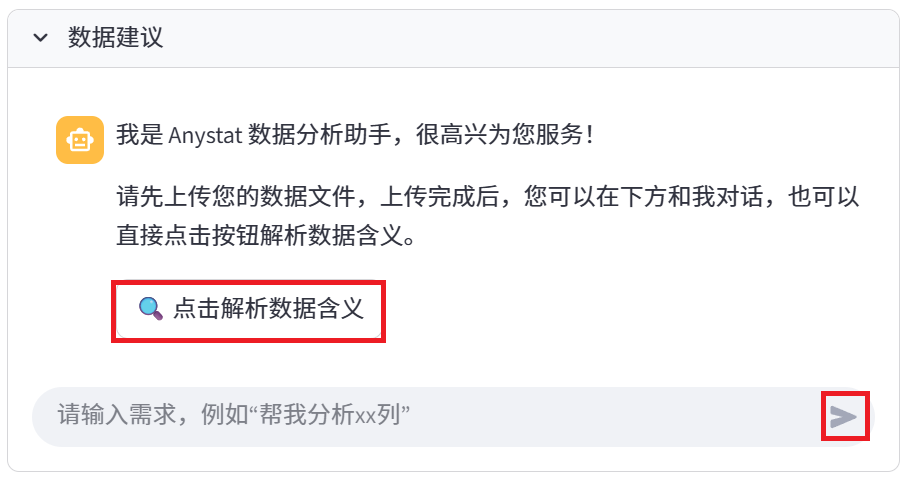 数据建议
我是 Anystat 数据分析助手，很高兴为您服务！
请先上传您的数据文件，上传完成后，您可以在下方和我对话，也可以
直接点击按钮解析数据含义。
点击解析数据含义
请输入需求，例如“帮我分析xx列”